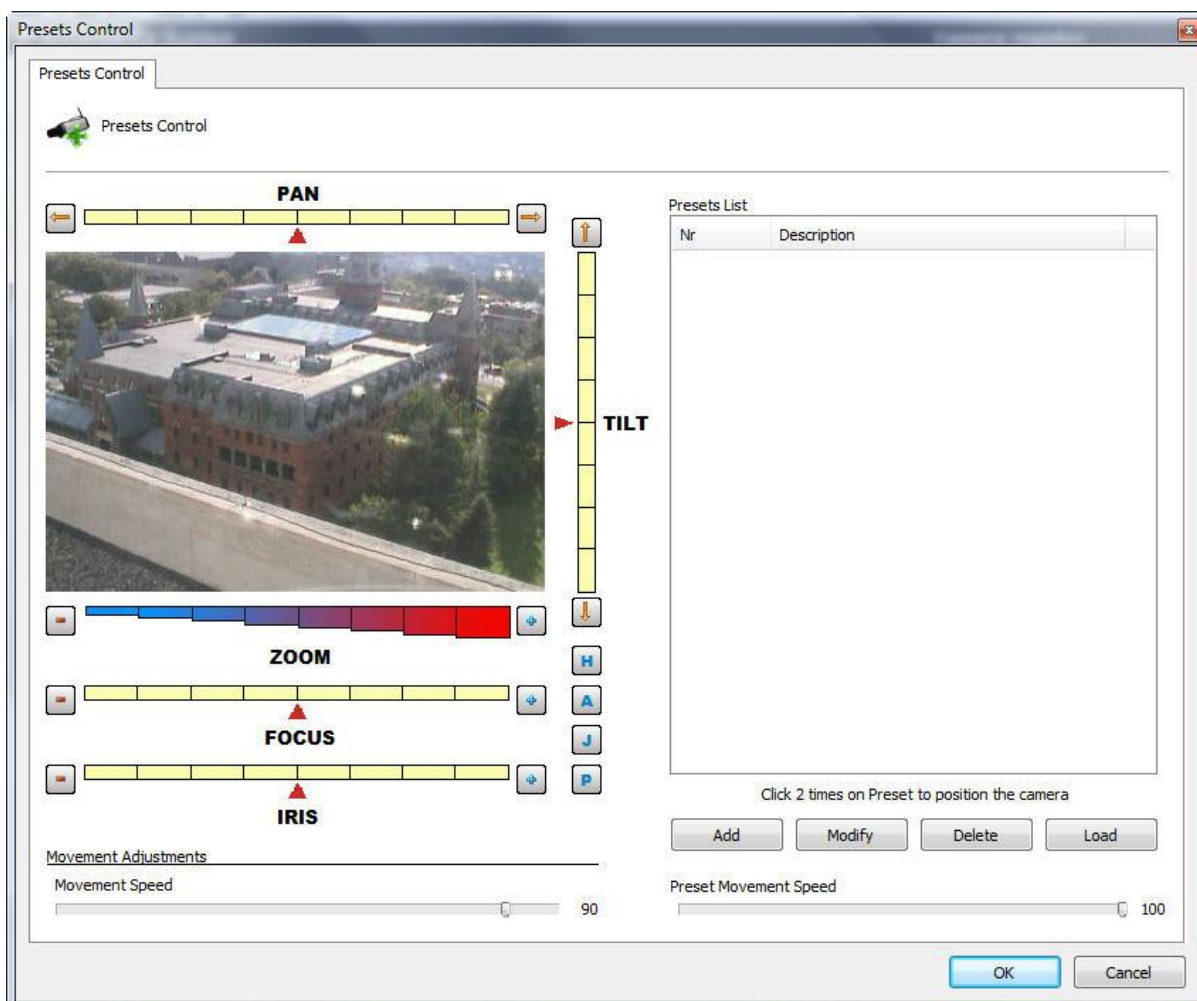 Presets Control
Presets Control
Presets Control
PAN
TILT
ZOOM
H
A
FOCUS
J
P
IRIS
Movement Adjustments
Movement Speed
90
Presets List
Nr Description
Click 2 times on Preset to position the camera
Add Modify Delete Load
Preset Movement Speed
100
OK Cancel